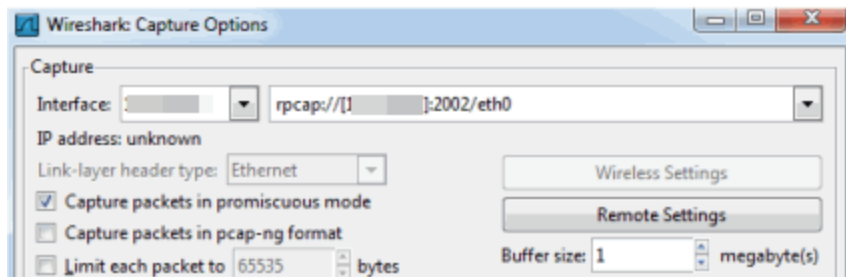 Wireshark: Capture Options
Capture
Interface: rpcap://[1 ]:2002/eth0
IP address: unknown
Link-layer header type: Ethernet Wireless Settings
Capture packets in promiscuous mode Remote Settings
Capture packets in pcap-ng format
Buffer size: 1 megabyte(s)
Limit each packet to 65535 bytes